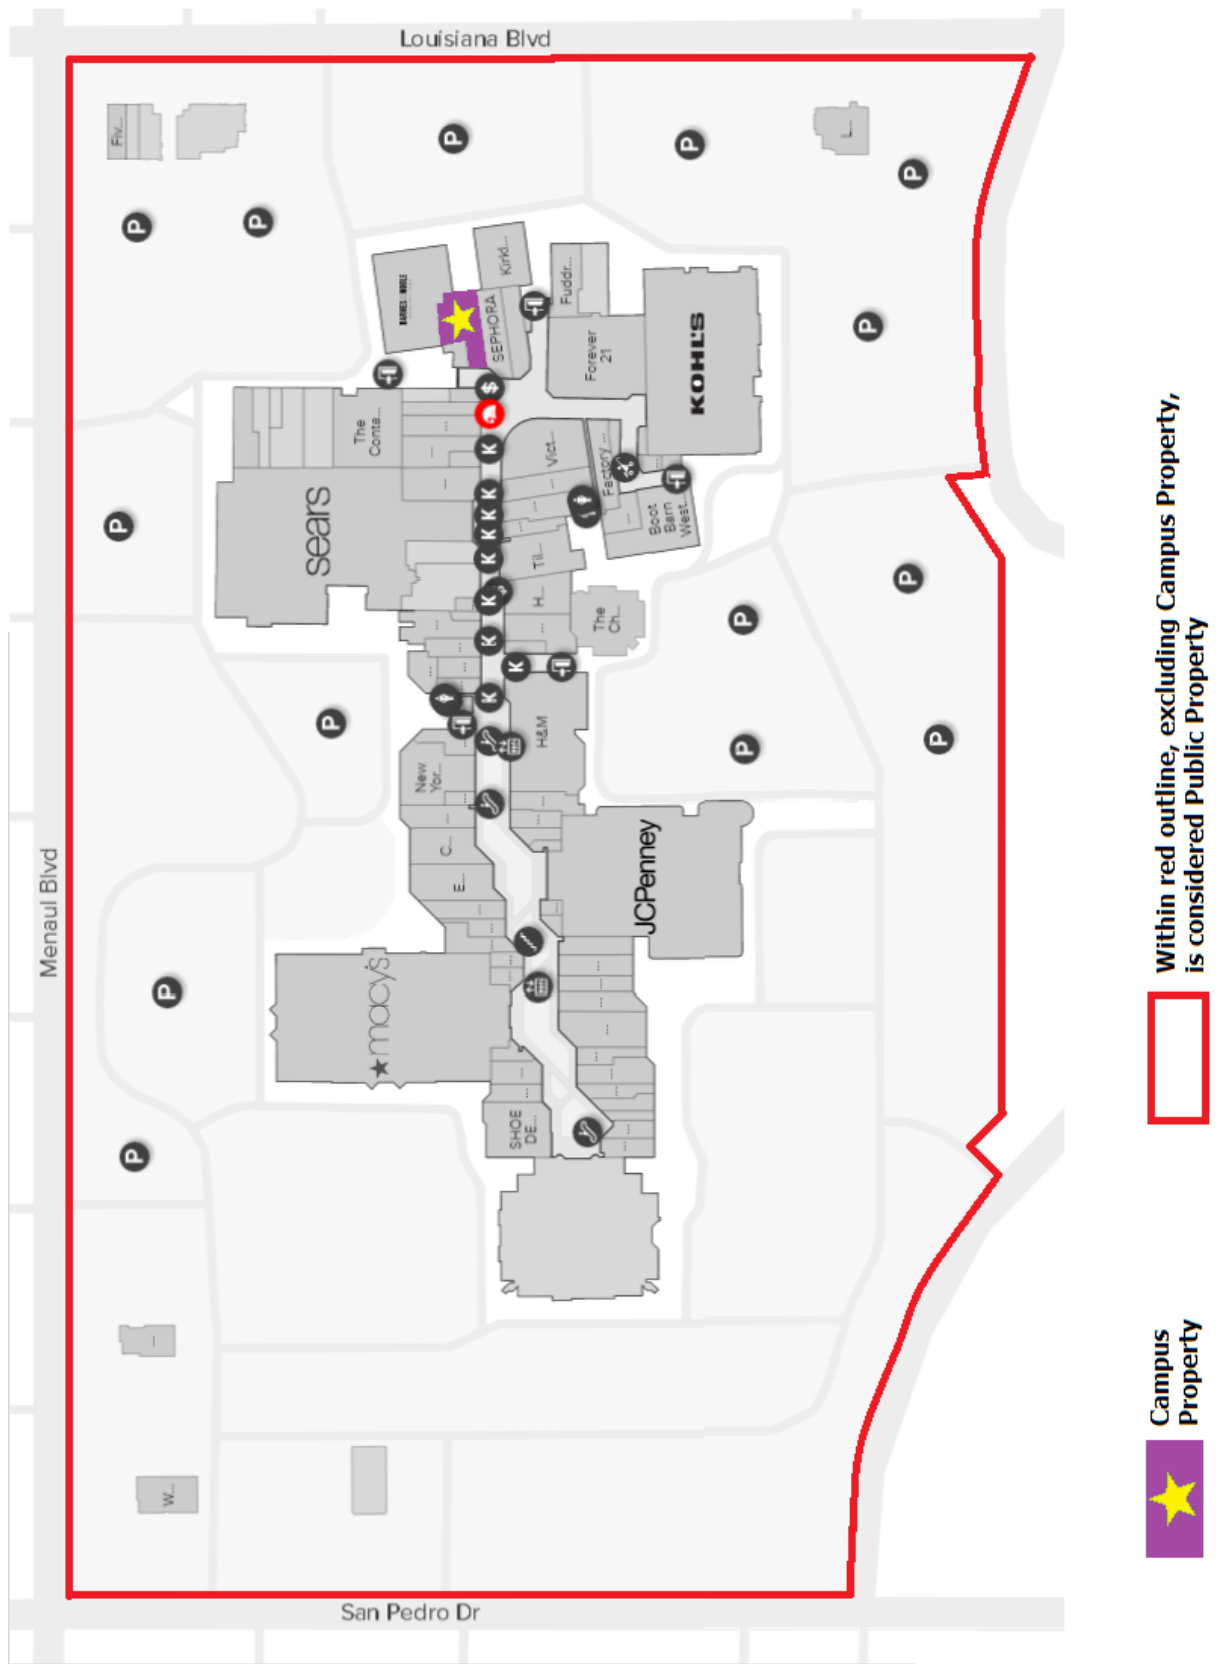 Louisiana Blvd
Fiv...
L...
P
P
P
P
P
BARNES & NOBLE
Kirkl...
SEPHORA
Fuddr...
Forever
21
KOHL'S
P
The
Conta...
$
K
Vict...
Factory ...
Boot
Barn
West...
sears
P
K
K
K
K
Til...
K
H...
The
Ch...
P
P
K
K
K
H&M
P
P
P
New
Yor...
C...
E...
JCPenney
Menaul Blvd
macy's
P
SHOE
DE...
P
W...
San Pedro Dr
Within red outline, excluding Campus Property,
is considered Public Property
Campus
Property